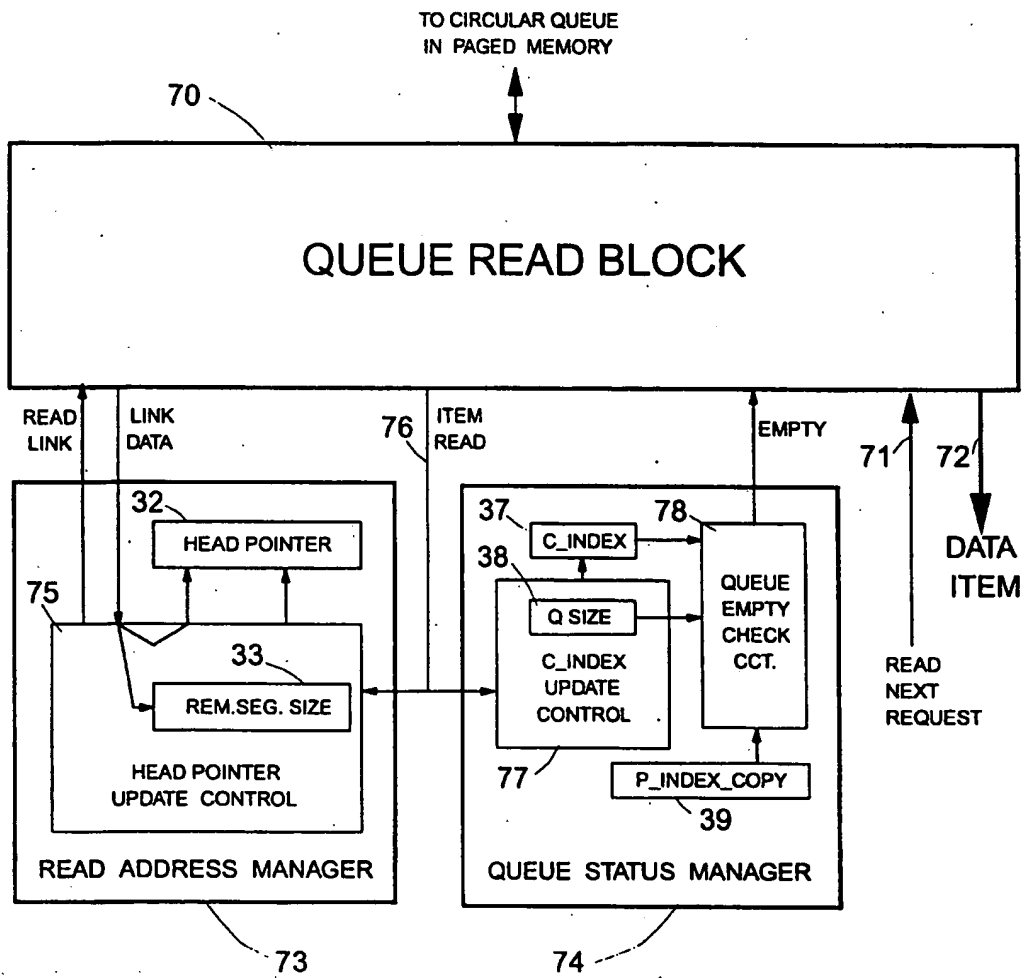 TO CIRCULAR QUEUE
IN PAGED MEMORY
70
QUEUE READ BLOCK
READ
LINK
LINK
DATA
76
ITEM
READ
EMPTY
71
72
32
HEAD POINTER
75
33
REM.SEG. SIZE
HEAD POINTER
UPDATE CONTROL
READ ADDRESS MANAGER
73
37
C_INDEX
38
Q SIZE
C_INDEX
UPDATE
CONTROL
77
78
QUEUE
EMPTY
CHECK
CCT.
P_INDEX_COPY
39
QUEUE STATUS MANAGER
74
DATA
ITEM
READ
NEXT
REQUEST